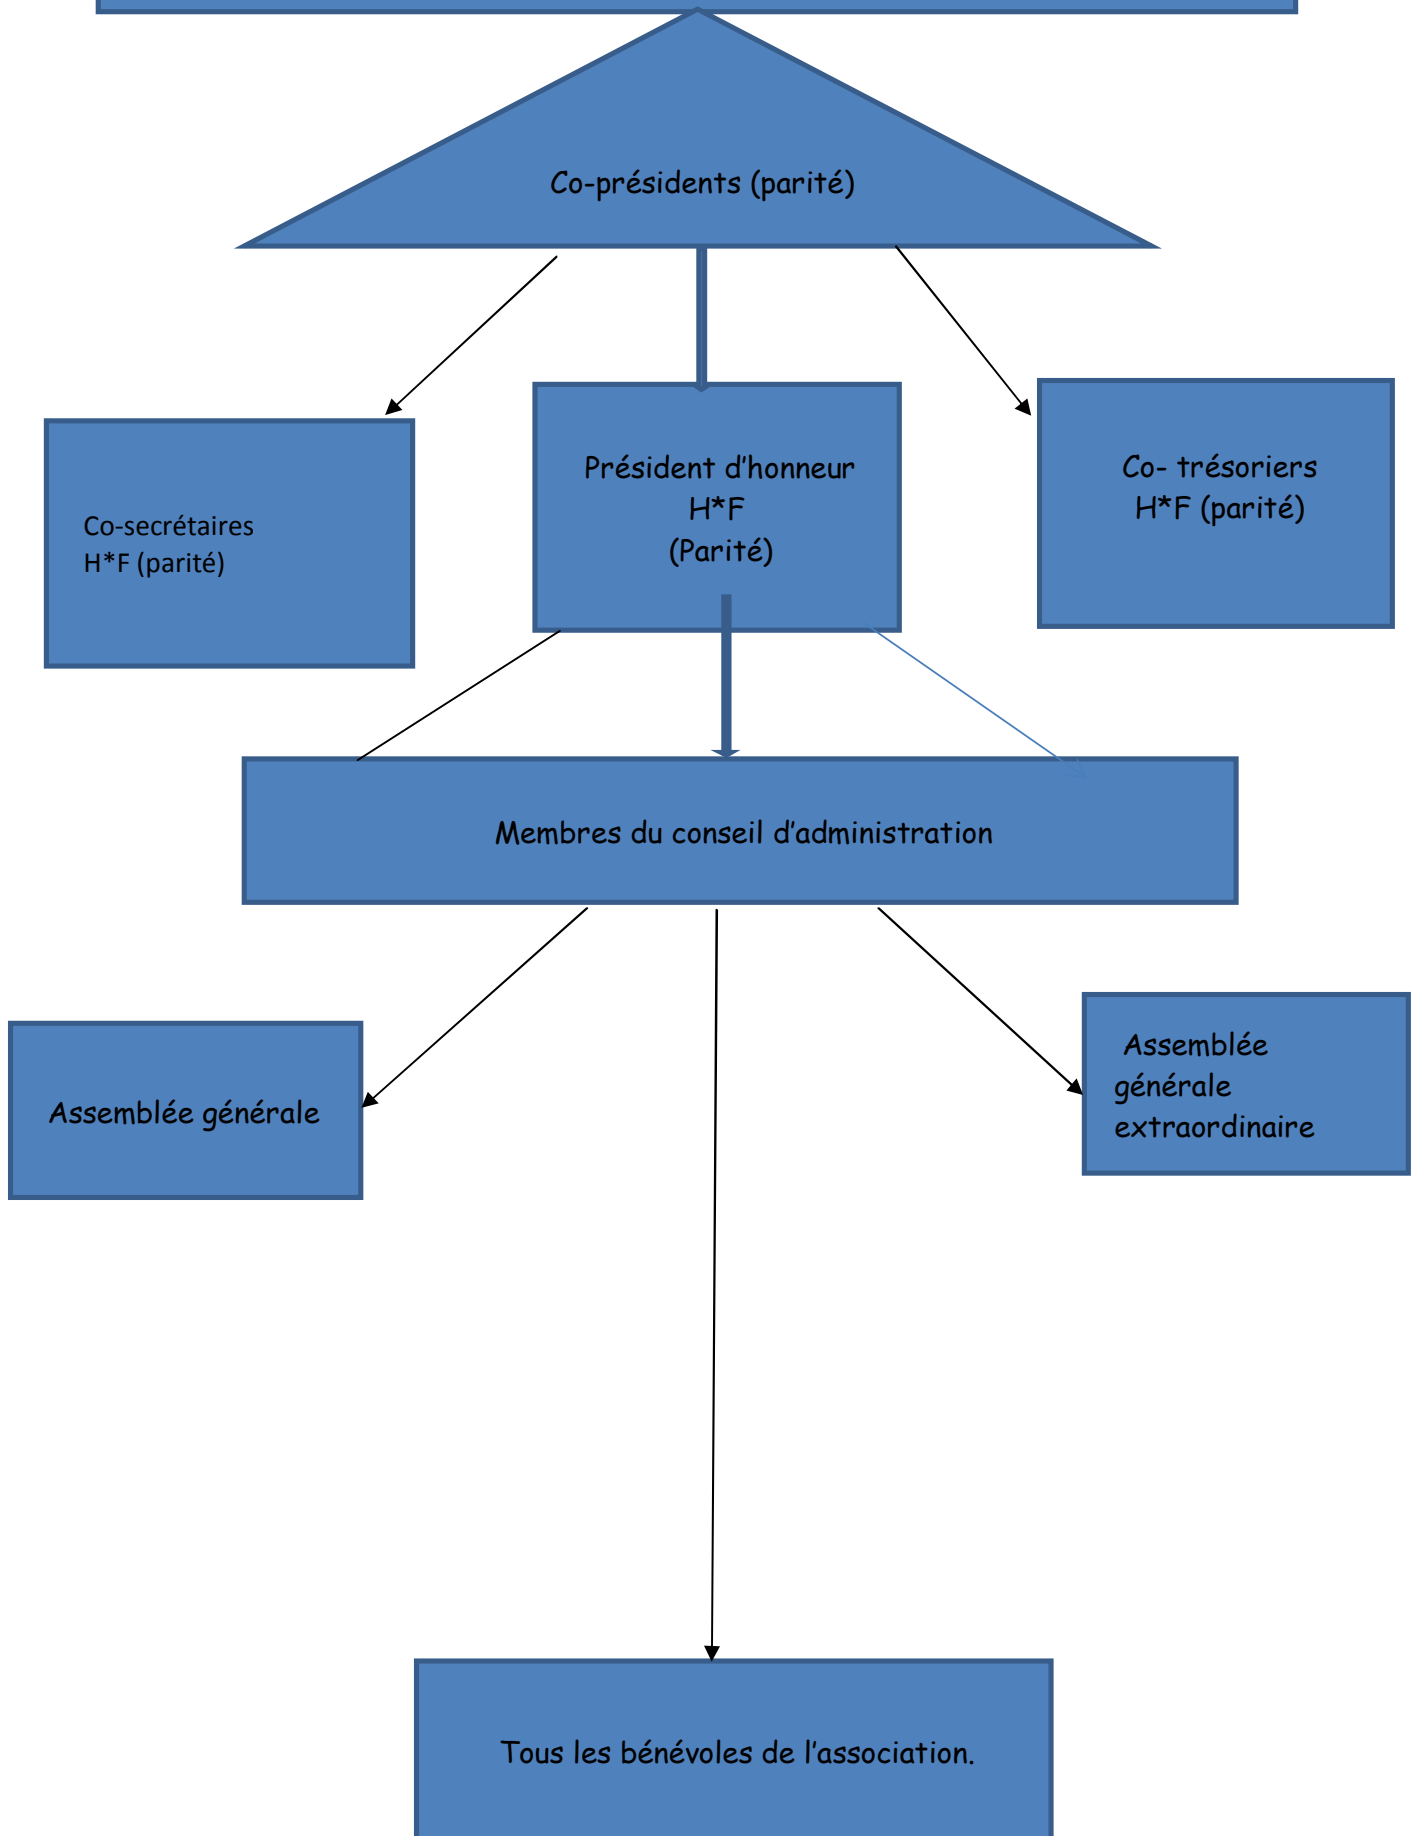 Co-présidents (parité)
Co-secrétaires
H*F (parité)
Président d’honneur
H*F
(Parité)
Co- trésoriers
H*F (parité)
Membres du conseil d’administration
Assemblée générale
Assemblée
générale
extraordinaire
Tous les bénévoles de l’association.